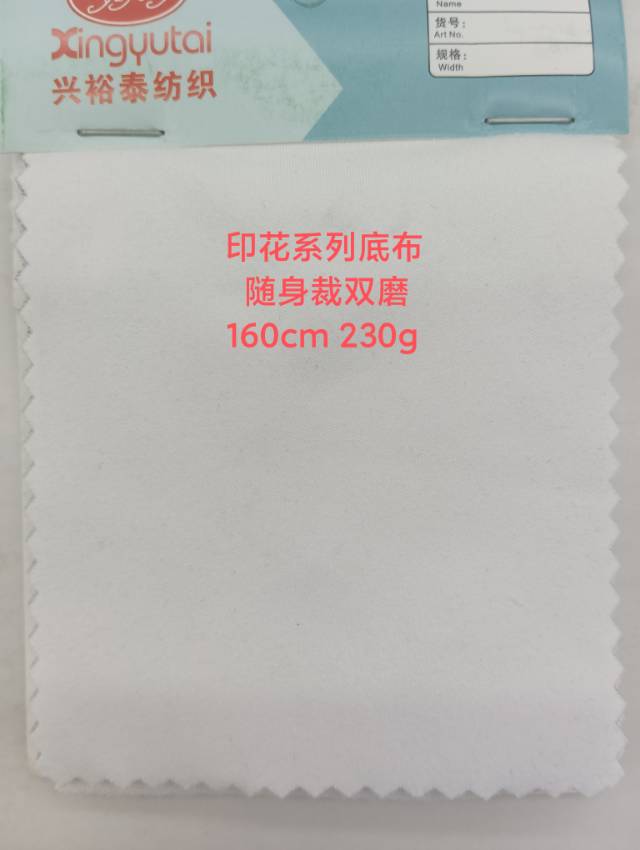 Xingyutai
兴裕泰纺织
Name
货号：
Art No.
规格：
Width
印花系列底布
随身裁双磨
160cm 230g